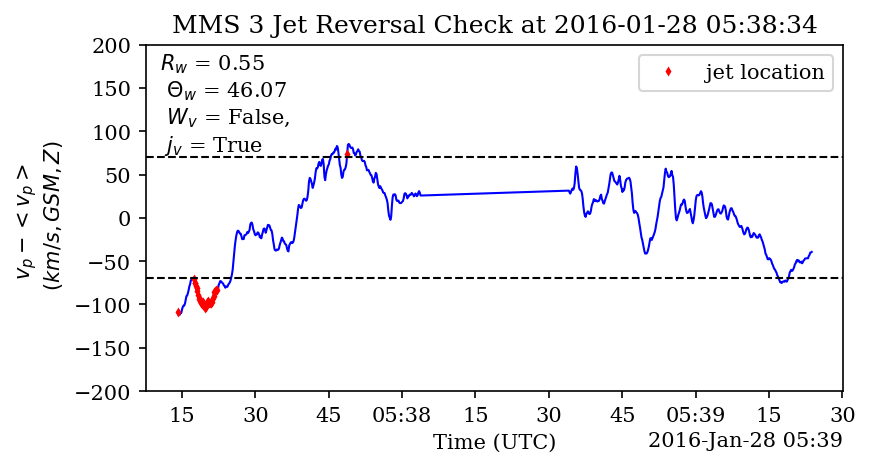 MMS 3 Jet Reversal Check at 2016-01-28 05:38:34
200
150
100
50
0
−50
−100
−150
−200
v_p − < v_p >
(km/s, GSM, Z)
R_w = 0.55
Θ_w = 46.07
W_v = False,
j_v = True
jet location
15 30 45 05:38 15 30 45 05:39 15 30
Time (UTC)
2016-Jan-28 05:39